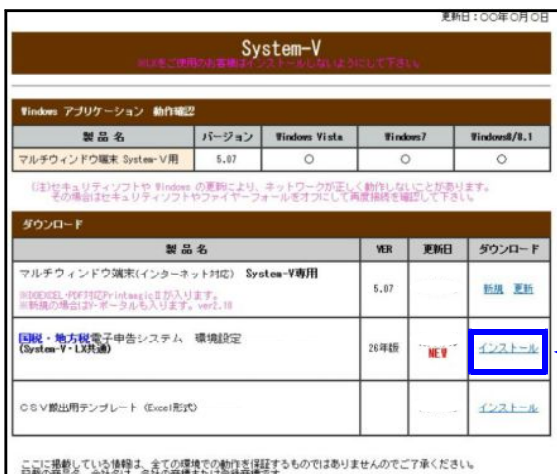 更新日:○○年○月○日
System-V
※LXをご使用のお客様はインストールしないようにして下さい。
Windows アプリケーション 動作確認
製品名 バージョン Windows Vista Windows7 Windows8/8.1
マルチウィンドウ端末 System-V用 5.07 ○ ○ ○
(注)セキュリティソフトや Windows の更新により、ネットワークが正しく動作しないことがあります。
その場合はセキュリティソフトやファイヤーフォールをオフにして再度接続を確認して下さい。
ダウンロード
製品名 VER 更新日 ダウンロード
マルチウィンドウ端末(インターネット対応) System-V専用 5.07 新規 更新
PrintmagicⅡが入ります。
※新規の場合はV-ポータルも入ります。ver2.10
国税・地方税電子申告システム 環境設定
(System-V・LX共通) 26年版 NEW インストール
CSV搬出用テンプレート (Excel形式) インストール
ここに掲載している情報は、全ての環境での動作を保証するものではありませんのでご了承ください。